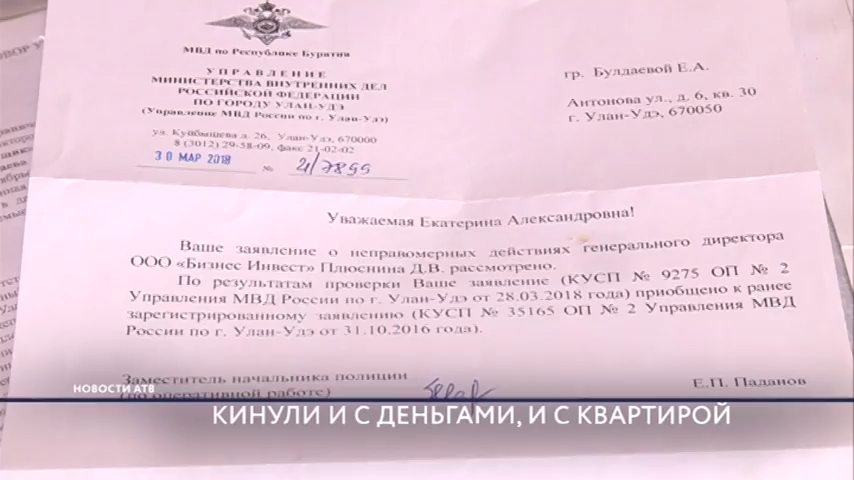 МВД по Республике Бурятия
УПРАВЛЕНИЕ
МИНИСТЕРСТВА ВНУТРЕННИХ ДЕЛ
РОССИЙСКОЙ ФЕДЕРАЦИИ
ПО ГОРОДУ УЛАН-УДЭ
(Управление МВД России по г. Улан-Удэ)
ул. Куйбышева д. 26, Улан-Удэ, 670000
8 (3012) 29-58-09, факс 21-02-02
30 МАР 2018 № 21/7899
гр. Булдаевой Е.А.
Антонова ул., д. 6, кв. 30
г. Улан-Удэ, 670050
Уважаемая Екатерина Александровна!
Ваше заявление о неправомерных действиях генерального директора
ООО «Бизнес Инвест» Плюснина Д.В. рассмотрено.
По результатам проверки Ваше заявление (КУСП № 9275 ОП № 2
Управления МВД России по г. Улан-Удэ от 28.03.2018 года) приобщено к ранее
зарегистрированному заявлению (КУСП № 35165 ОП № 2 Управления МВД
России по г. Улан-Удэ от 31.10.2016 года).
Заместитель начальника полиции
(по оперативной работе)
Е.П. Паданов
НОВОСТИ АТВ
КИНУЛИ И С ДЕНЬГАМИ, И С КВАРТИРОЙ